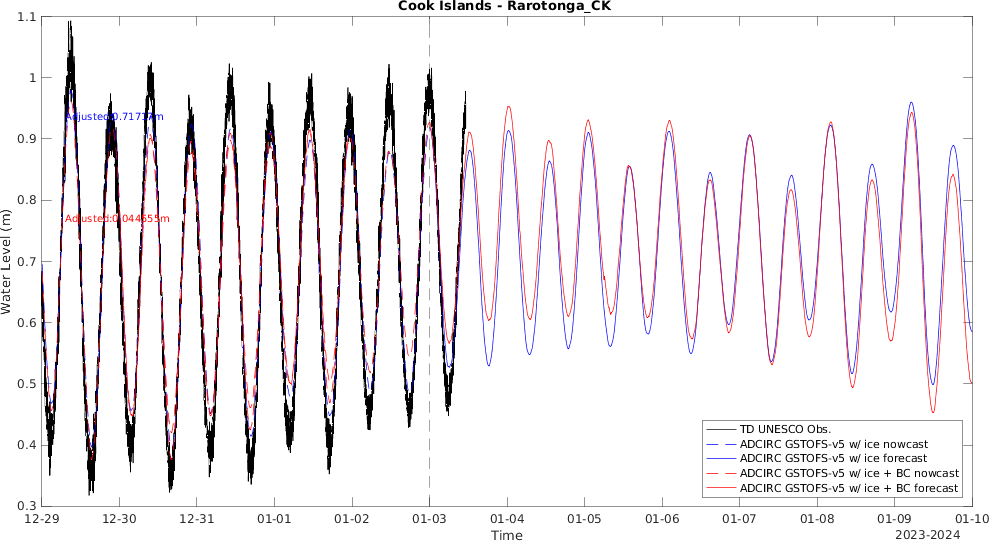 Cook Islands - Rarotonga_CK
1.1
1
0.9
0.8
0.7
0.6
0.5
0.4
0.3
Water Level (m)
Adjusted:0.71717m
Adjusted:0.044655m
TD UNESCO Obs.
ADCIRC GSTOFS-v5 w/ ice nowcast
ADCIRC GSTOFS-v5 w/ ice forecast
ADCIRC GSTOFS-v5 w/ ice + BC nowcast
ADCIRC GSTOFS-v5 w/ ice + BC forecast
12-29 12-30 12-31 01-01 01-02 01-03 01-04 01-05 01-06 01-07 01-08 01-09 01-10
Time
2023-2024